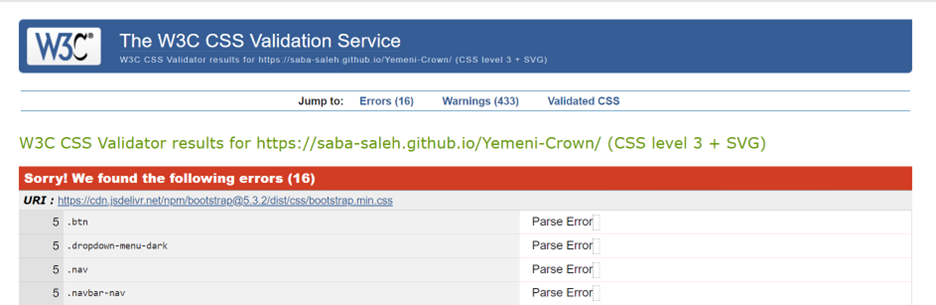 W3C®
The W3C CSS Validation Service
W3C CSS Validator results for https://saba-saleh.github.io/Yemeni-Crown/ (CSS level 3 + SVG)
Jump to: Errors (16) Warnings (433) Validated CSS
W3C CSS Validator results for https://saba-saleh.github.io/Yemeni-Crown/ (CSS level 3 + SVG)
Sorry! We found the following errors (16)
URI : https://cdn.jsdelivr.net/npm/bootstrap@5.3.2/dist/css/bootstrap.min.css
5 .btn Parse Error
5 .dropdown-menu-dark Parse Error
5 .nav Parse Error
5 .navbar-nav Parse Error